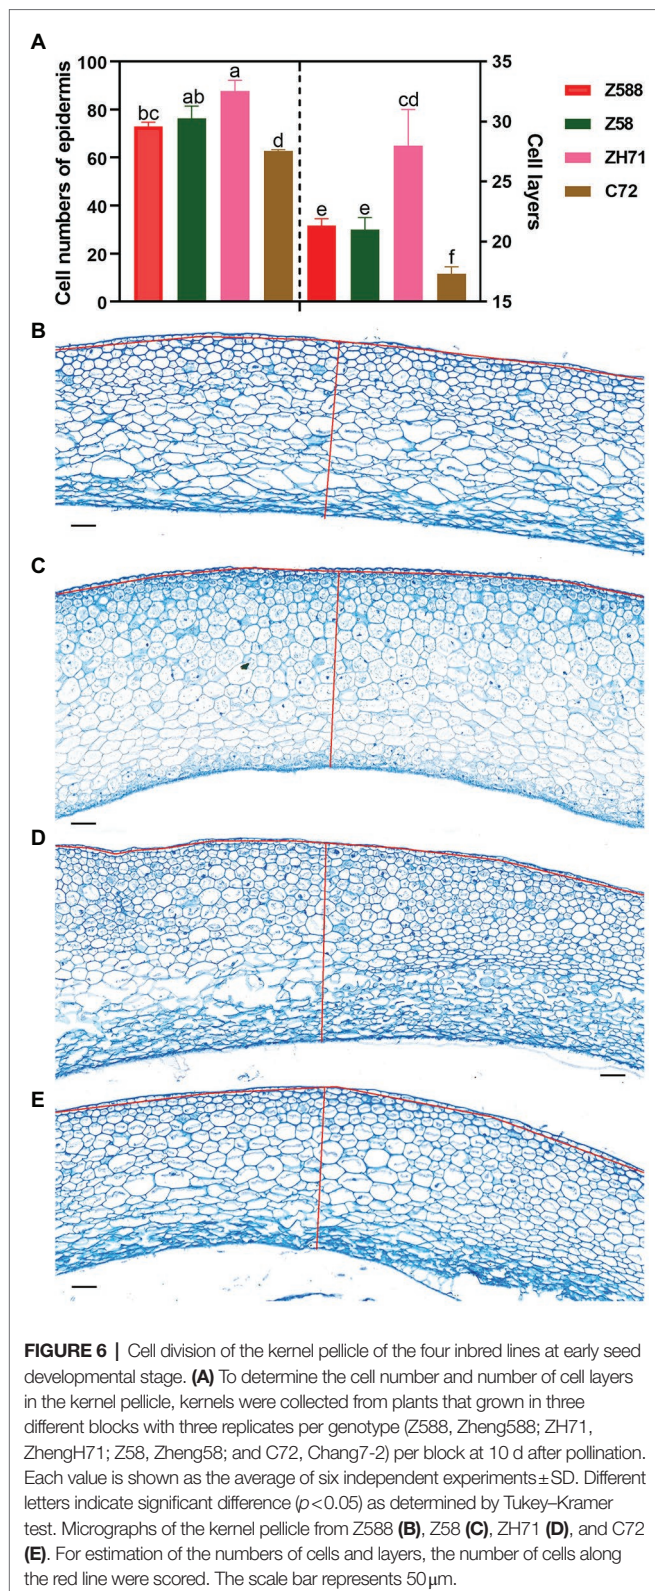 A
100
80
60
40
20
0
Cell numbers of epidermis
bc
ab
a
d
e
e
cd
f
35
30
25
20
15
Cell layers
Z588
Z58
ZH71
C72
B
C
D
E
FIGURE 6 | Cell division of the kernel pellicle of the four inbred lines at early seed
developmental stage. (A) To determine the cell number and number of cell layers
in the kernel pellicle, kernels were collected from plants that grown in three
different blocks with three replicates per genotype (Z588, Zheng588; ZH71,
ZhengH71; Z58, Zheng58; and C72, Chang7-2) per block at 10 d after pollination.
Each value is shown as the average of six independent experiments ± SD. Different
letters indicate significant difference (p < 0.05) as determined by Tukey–Kramer
test. Micrographs of the kernel pellicle from Z588 (B), Z58 (C), ZH71 (D), and C72
(E). For estimation of the numbers of cells and layers, the number of cells along
the red line were scored. The scale bar represents 50 μm.